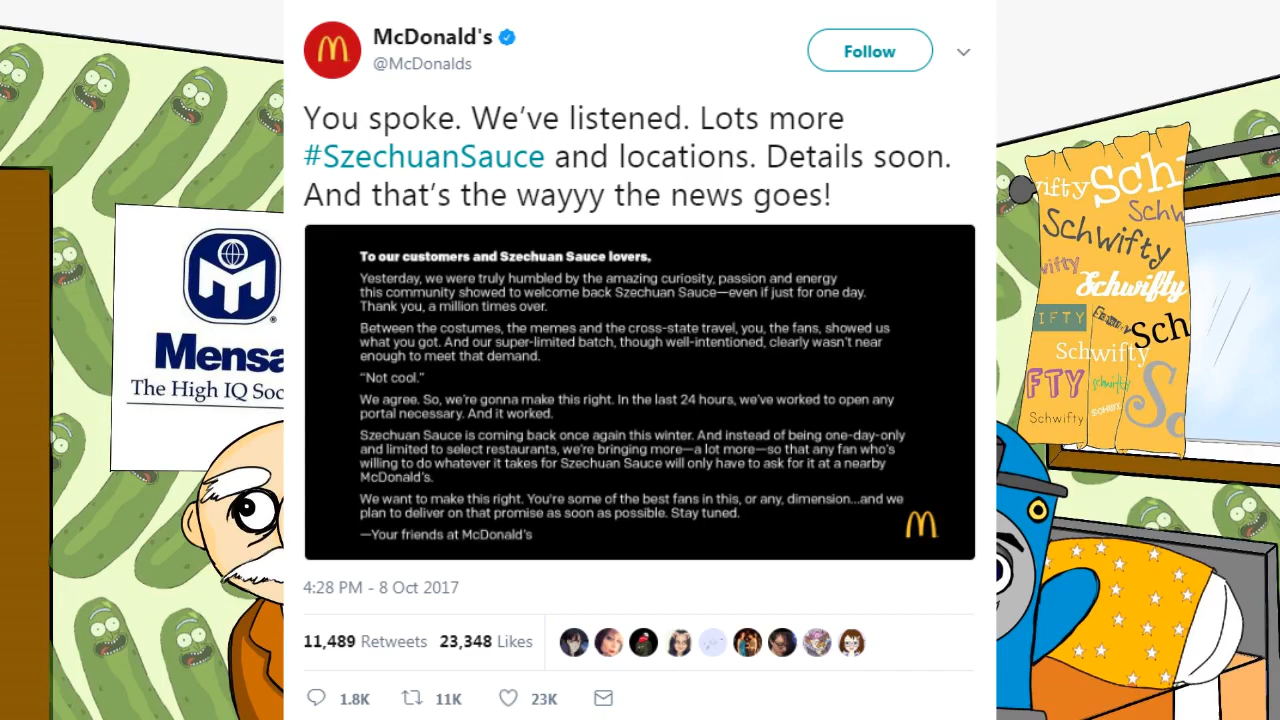 McDonald's
@McDonalds
Follow
You spoke. We've listened. Lots more
#SzechuanSauce and locations. Details soon.
And that's the wayyy the news goes!
To our customers and Szechuan Sauce lovers,
Yesterday, we were truly humbled by the amazing curiosity, passion and energy
this community showed to welcome back Szechuan Sauce—even if just for one day.
Thank you, a million times over.
Between the costumes, the memes and the cross-state travel, you, the fans, showed us
what you got. And our super-limited batch, though well-intentioned, clearly wasn't near
enough to meet that demand.
“Not cool.”
We agree. So, we're gonna make this right. In the last 24 hours, we've worked to open any
portal necessary. And it worked.
Szechuan Sauce is coming back once again this winter. And instead of being one-day-only
and limited to select restaurants, we're bringing more—a lot more—so that any fan who's
willing to do whatever it takes for Szechuan Sauce will only have to ask for it at a nearby
McDonald's.
We want to make this right. You're some of the best fans in this, or any, dimension...and we
plan to deliver on that promise as soon as possible. Stay tuned.
—Your friends at McDonald's
4:28 PM - 8 Oct 2017
11,489 Retweets 23,348 Likes
1.8K 11K 23K
Mensa
The High IQ Soc
wifty Sch
Schw
Schwifty
wifty
Schwifty
IFTY
Sch
Schwifty
FTY
schwifty
Schwifty
Sc